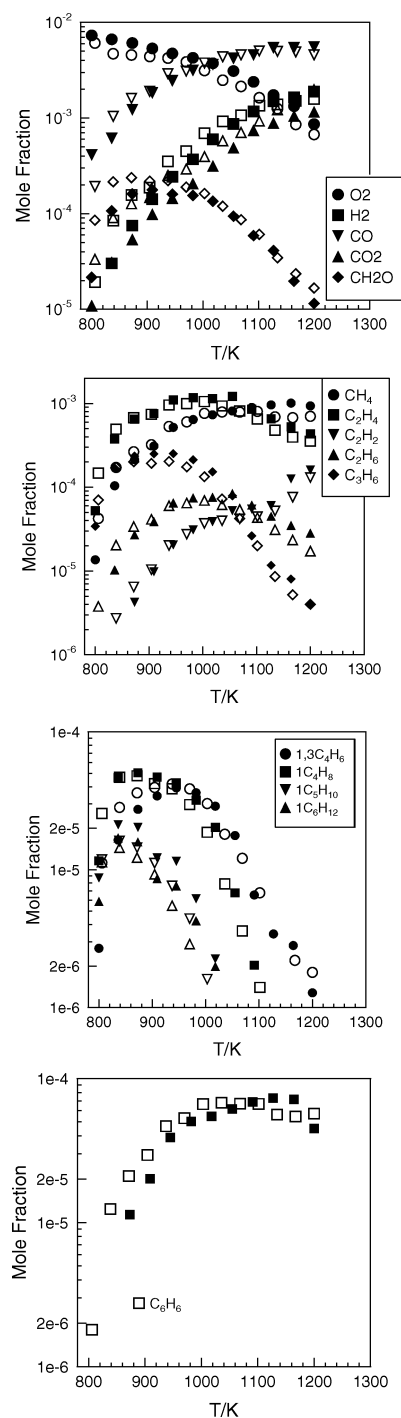 10⁻²
10⁻³
10⁻⁴
10⁻⁵
Mole Fraction
O2
H2
CO
CO2
CH2O
800 900 1000 1100 1200 1300
T/K
10⁻³
10⁻⁴
10⁻⁵
10⁻⁶
Mole Fraction
CH₄
C₂H₄
C₂H₂
C₂H₆
C₃H₆
800 900 1000 1100 1200 1300
T/K
1e-4
2e-5
1e-5
2e-6
1e-6
Mole Fraction
1,3C₄H₆
1C₄H₈
1C₅H₁₀
1C₆H₁₂
800 900 1000 1100 1200 1300
T/K
1e-4
2e-5
1e-5
2e-6
1e-6
Mole Fraction
C₆H₆
800 900 1000 1100 1200 1300
T/K